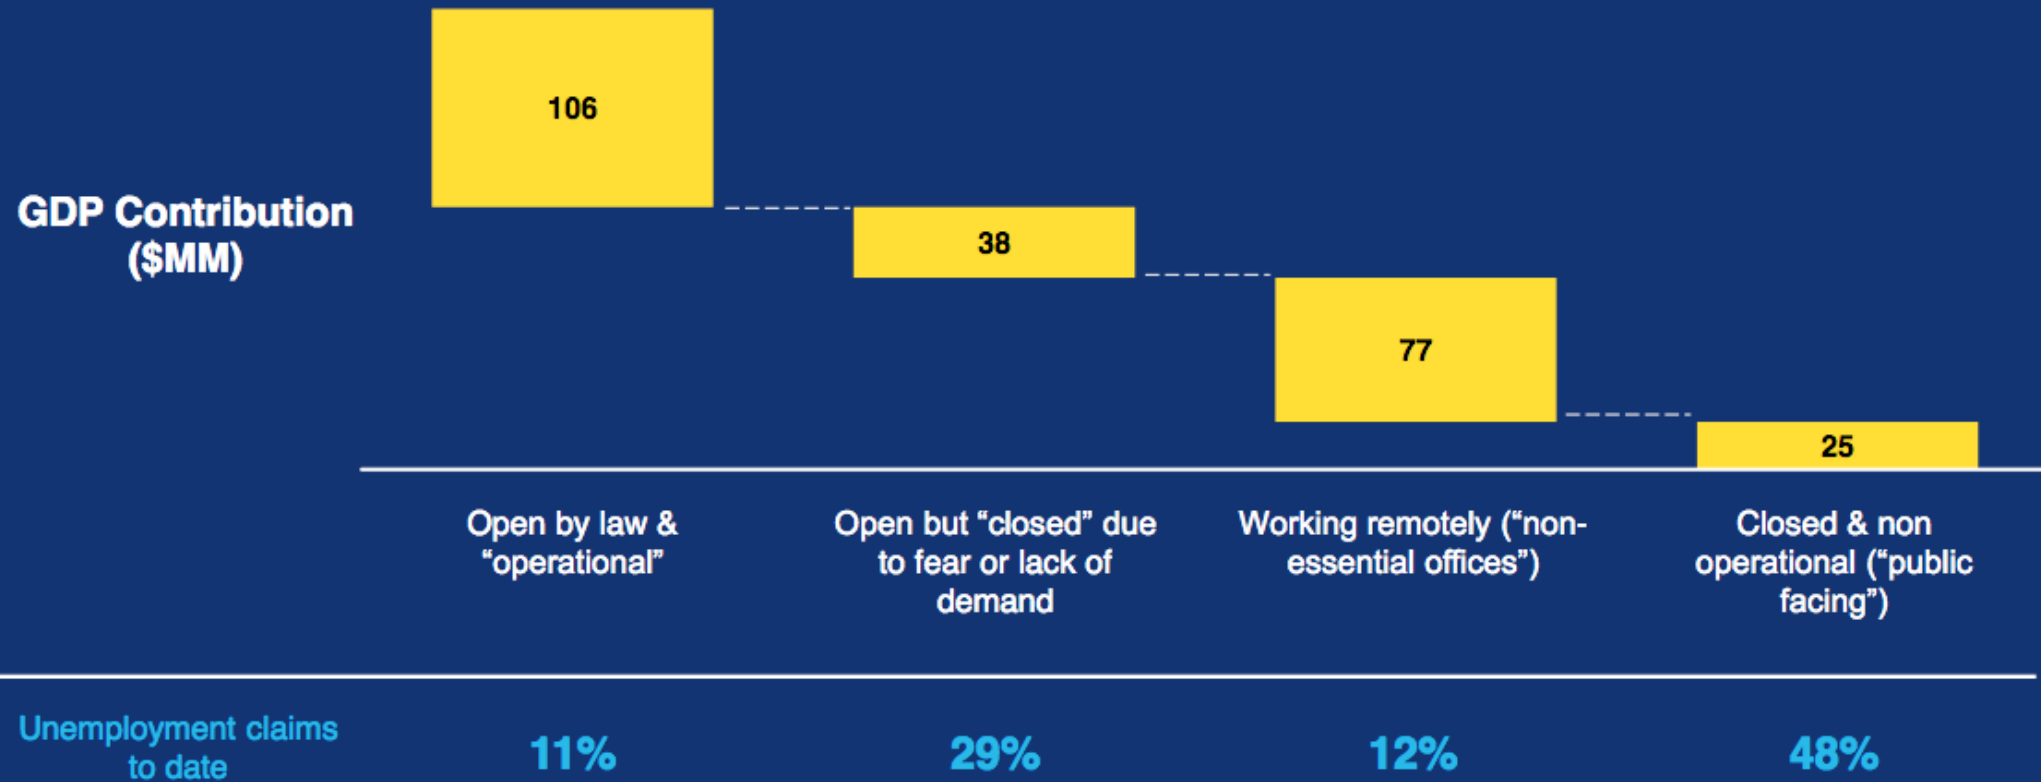 106
GDP Contribution
($MM)
38
77
25
Open by law &
“operational”
Open but “closed” due
to fear or lack of
demand
Working remotely (“non-
essential offices”)
Closed & non
operational (“public
facing”)
Unemployment claims
to date
11%
29%
12%
48%